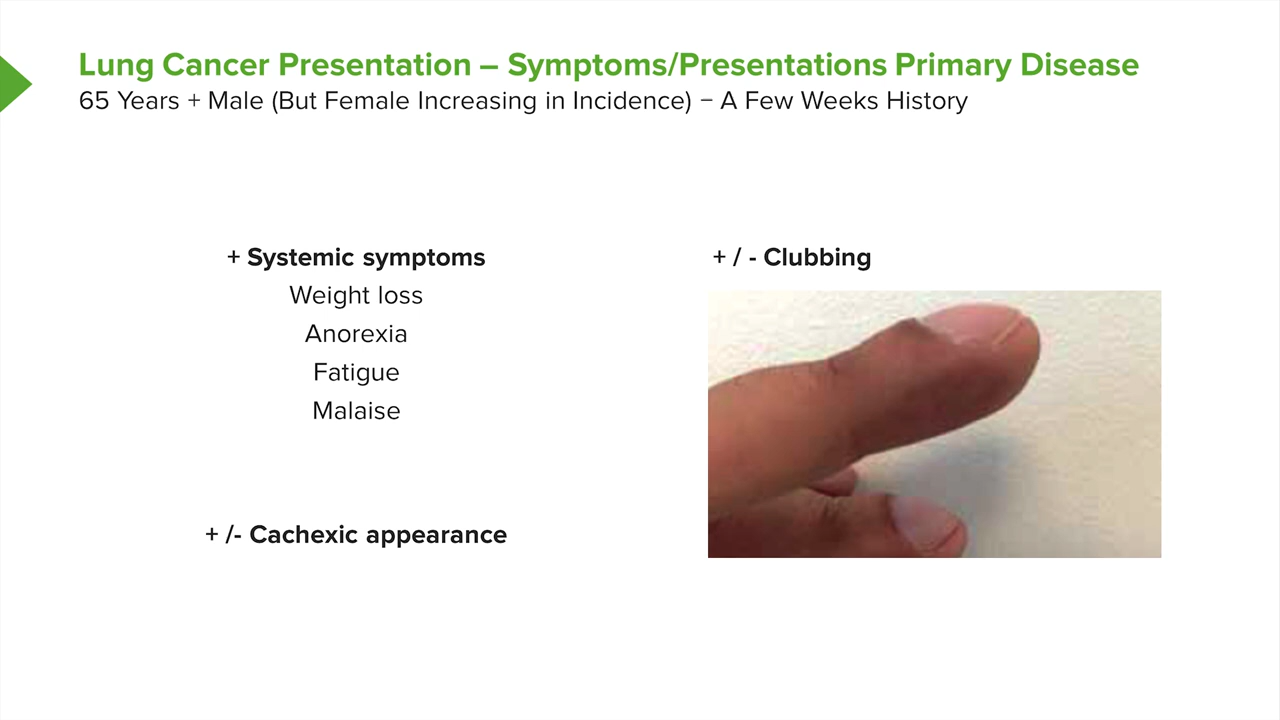 Lung Cancer Presentation – Symptoms/Presentations Primary Disease
65 Years + Male (But Female Increasing in Incidence) – A Few Weeks History
+ Systemic symptoms
Weight loss
Anorexia
Fatigue
Malaise
+ /- Cachexic appearance
+ / - Clubbing